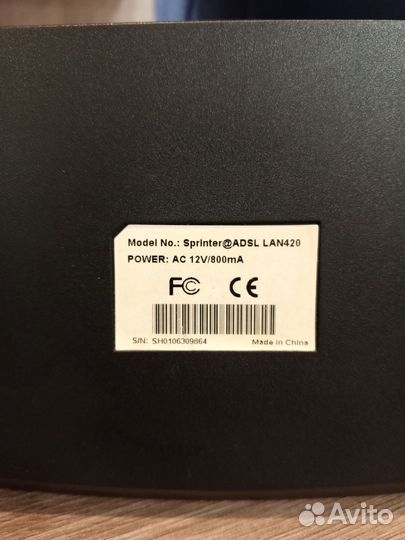 Model No.: Sprinter@ADSL LAN420
POWER: AC 12V/800mA
FC CE
S/N: SH0106309864 Made in China
Avito